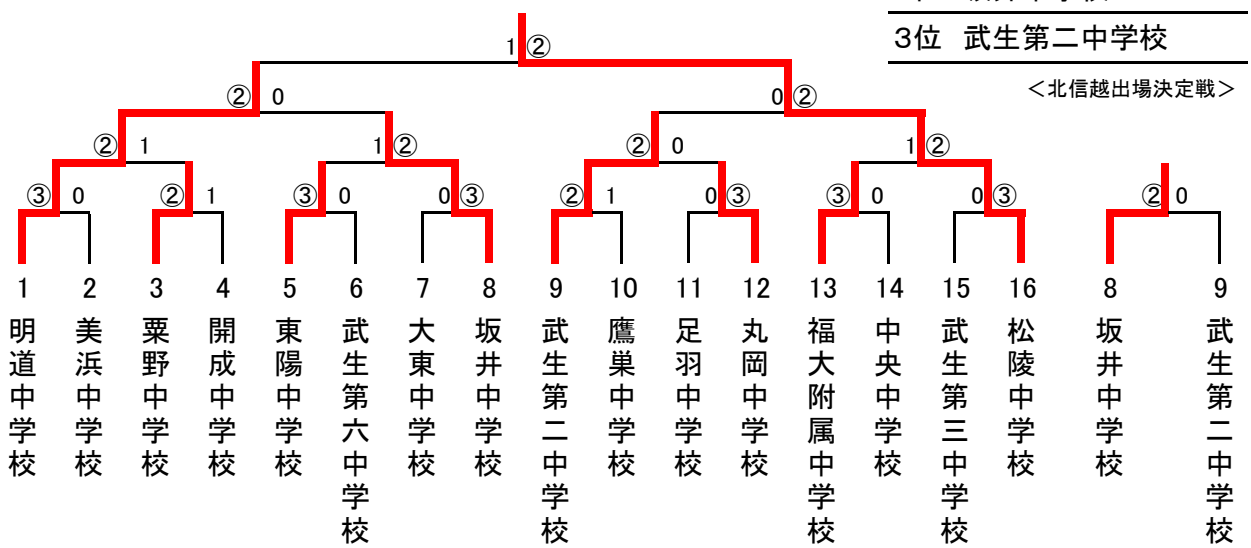 3位 武生第二中学校
＜北信越出場決定戦＞
1 ②
② 0 0 ②
② 1 1 ② ② 0 1 ②
③ 0 ② 1 ③ 0 0 ③ ② 1 0 ③ ③ 0 0 ③ ② 0
1 2 3 4 5 6 7 8 9 10 11 12 13 14 15 16 8 9
明道中学校
美浜中学校
粟野中学校
開成中学校
東陽中学校
武生第六中学校
大東中学校
坂井中学校
武生第二中学校
鷹巣中学校
足羽中学校
丸岡中学校
福大附属中学校
中央中学校
武生第三中学校
松陵中学校
坂井中学校
武生第二中学校